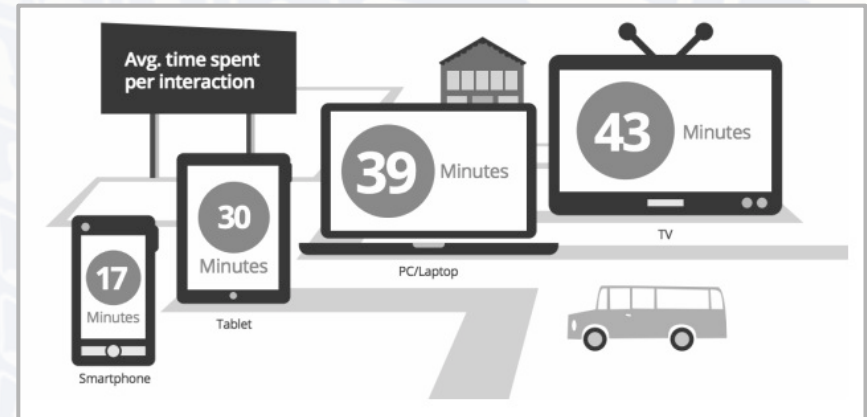 Avg. time spent
per interaction
17
Minutes
Smartphone
30
Minutes
Tablet
39 Minutes
PC/Laptop
43 Minutes
TV